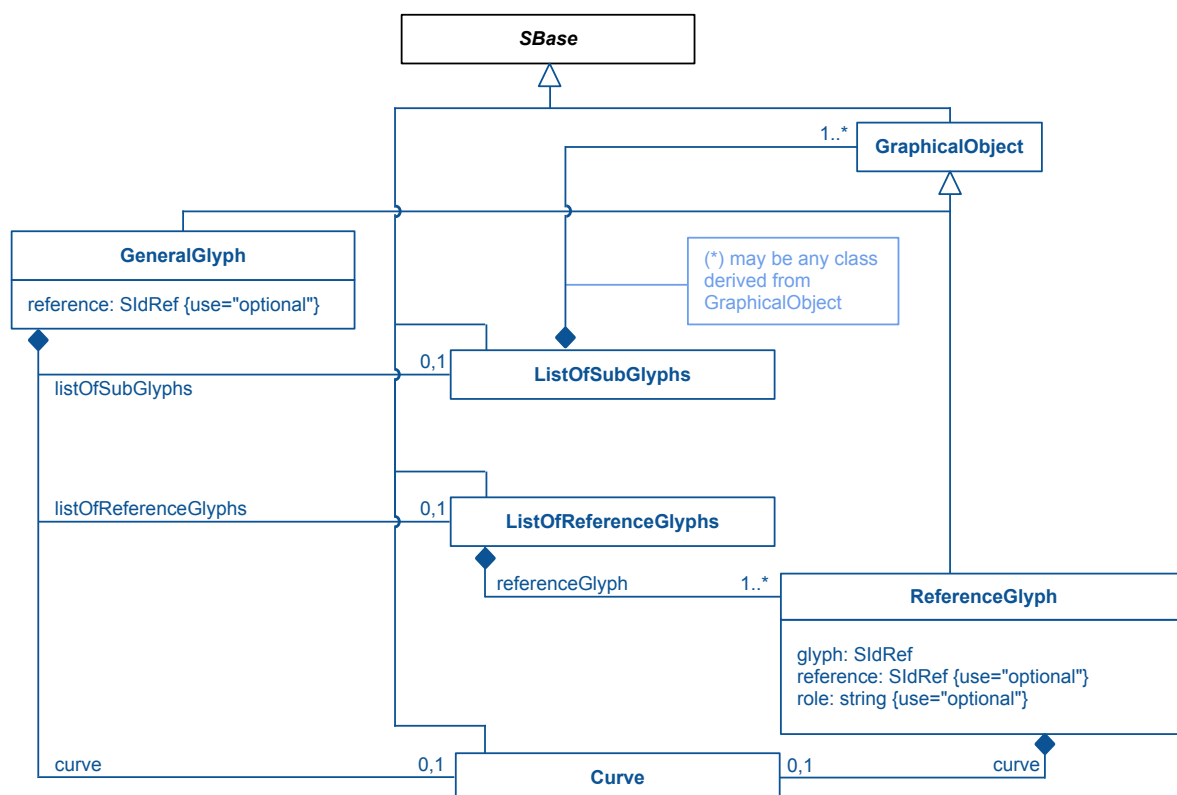 SBase
1..*
GraphicalObject
GeneralGlyph
reference: SIdRef {use="optional"}
(*) may be any class
derived from
GraphicalObject
0,1
listOfSubGlyphs
ListOfSubGlyphs
listOfReferenceGlyphs
0,1
ListOfReferenceGlyphs
referenceGlyph
1..*
ReferenceGlyph
glyph: SIdRef
reference: SIdRef {use="optional"}
role: string {use="optional"}
curve
0,1
Curve
0,1
curve